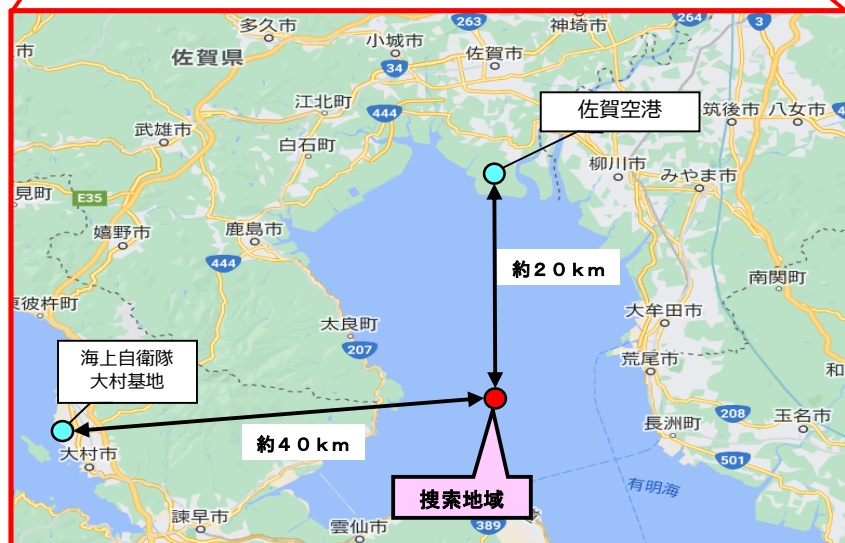 多久市
263
神埼市
264
3
市
小城市
佐賀県
34
佐賀市
佐賀空港
江北町
444
筑後市
八女市
武雄市
白石町
柳川市
みやま市
見町
E35
嬉野市
鹿島市
444
約20km
南関町
東彼杵町
太良町
大牟田市
207
海上自衛隊
大村基地
荒尾市
和
208
玉名市
長洲町
約40km
大村市
501
捜索地域
有明海
諫早市
雲仙市
389